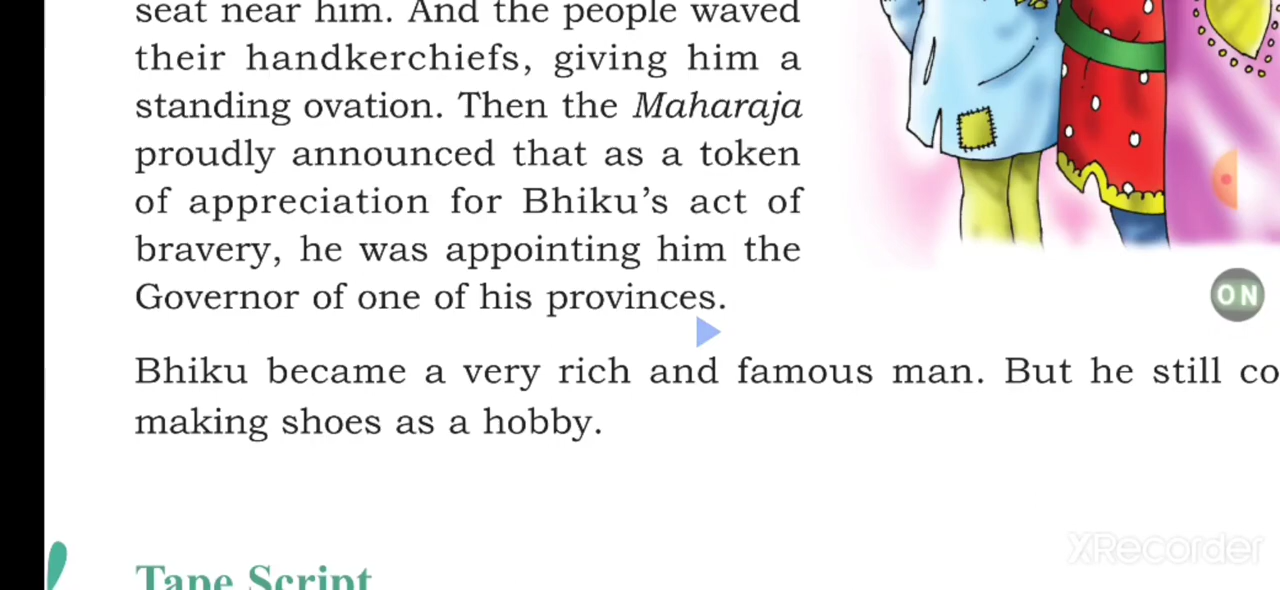 seat near him. And the people waved
their handkerchiefs, giving him a
standing ovation. Then the Maharaja
proudly announced that as a token
of appreciation for Bhiku's act of
bravery, he was appointing him the
Governor of one of his provinces.
ON
Bhiku became a very rich and famous man. But he still co
making shoes as a hobby.
XRecorder
Tape Script